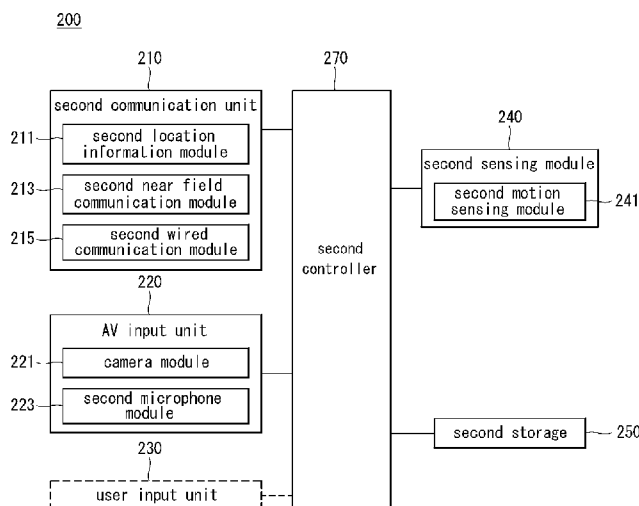 200
210
second communication unit
211
second location
information module
213
second near field
communication module
215
second wired
communication module
220
AV input unit
221
camera module
223
second microphone
module
230
user input unit
270
second
controller
240
second sensing module
second motion
sensing module
241
second storage
250